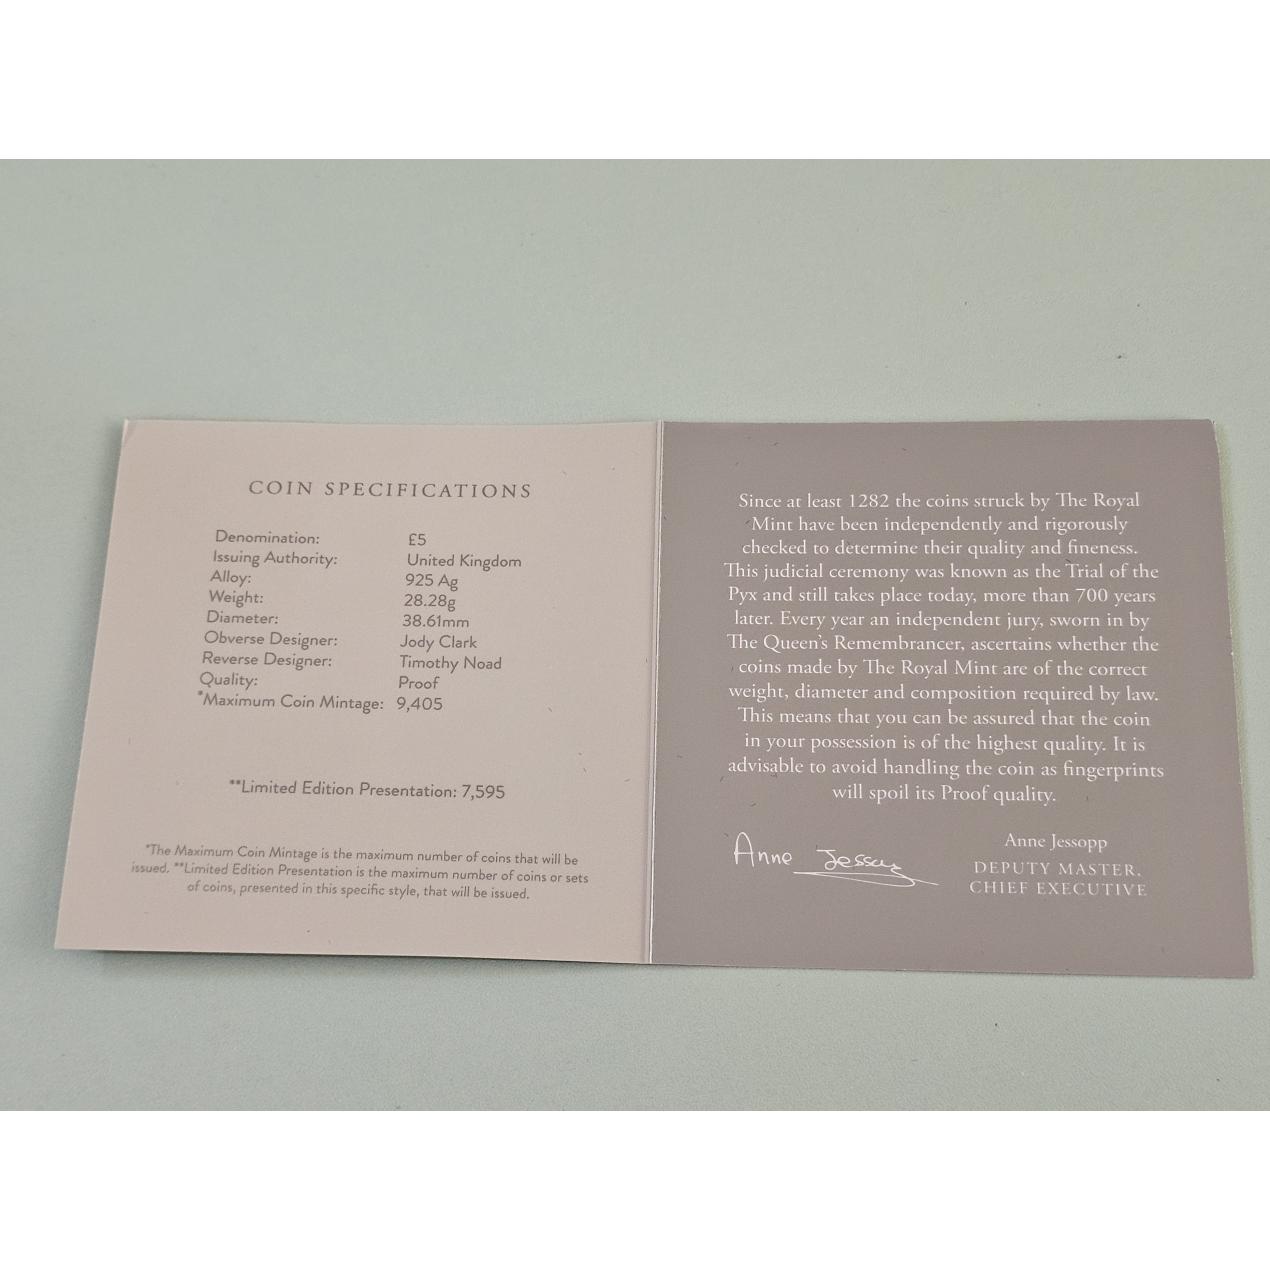 COIN SPECIFICATIONS
Denomination: £5
Issuing Authority: United Kingdom
Alloy: 925 Ag
Weight: 28.28g
Diameter: 38.61mm
Obverse Designer: Jody Clark
Reverse Designer: Timothy Noad
Quality: Proof
*Maximum Coin Mintage: 9,405
**Limited Edition Presentation: 7,595
*The Maximum Coin Mintage is the maximum number of coins that will be
issued. **Limited Edition Presentation is the maximum number of coins or sets
of coins, presented in this specific style, that will be issued.
Since at least 1282 the coins struck by The Royal
Mint have been independently and rigorously
checked to determine their quality and fineness.
This judicial ceremony was known as the Trial of the
Pyx and still takes place today, more than 700 years
later. Every year an independent jury, sworn in by
The Queen's Remembrancer, ascertains whether the
coins made by The Royal Mint are of the correct
weight, diameter and composition required by law.
This means that you can be assured that the coin
in your possession is of the highest quality. It is
advisable to avoid handling the coin as fingerprints
will spoil its Proof quality.
Anne Jessopp
Anne Jessopp
DEPUTY MASTER,
CHIEF EXECUTIVE